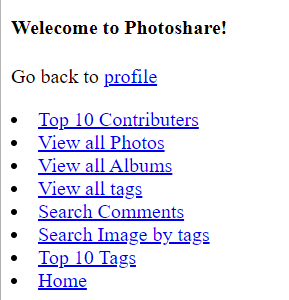 Welecome to Photoshare!
Go back to profile
Top 10 Contributers
View all Photos
View all Albums
View all tags
Search Comments
Search Image by tags
Top 10 Tags
Home